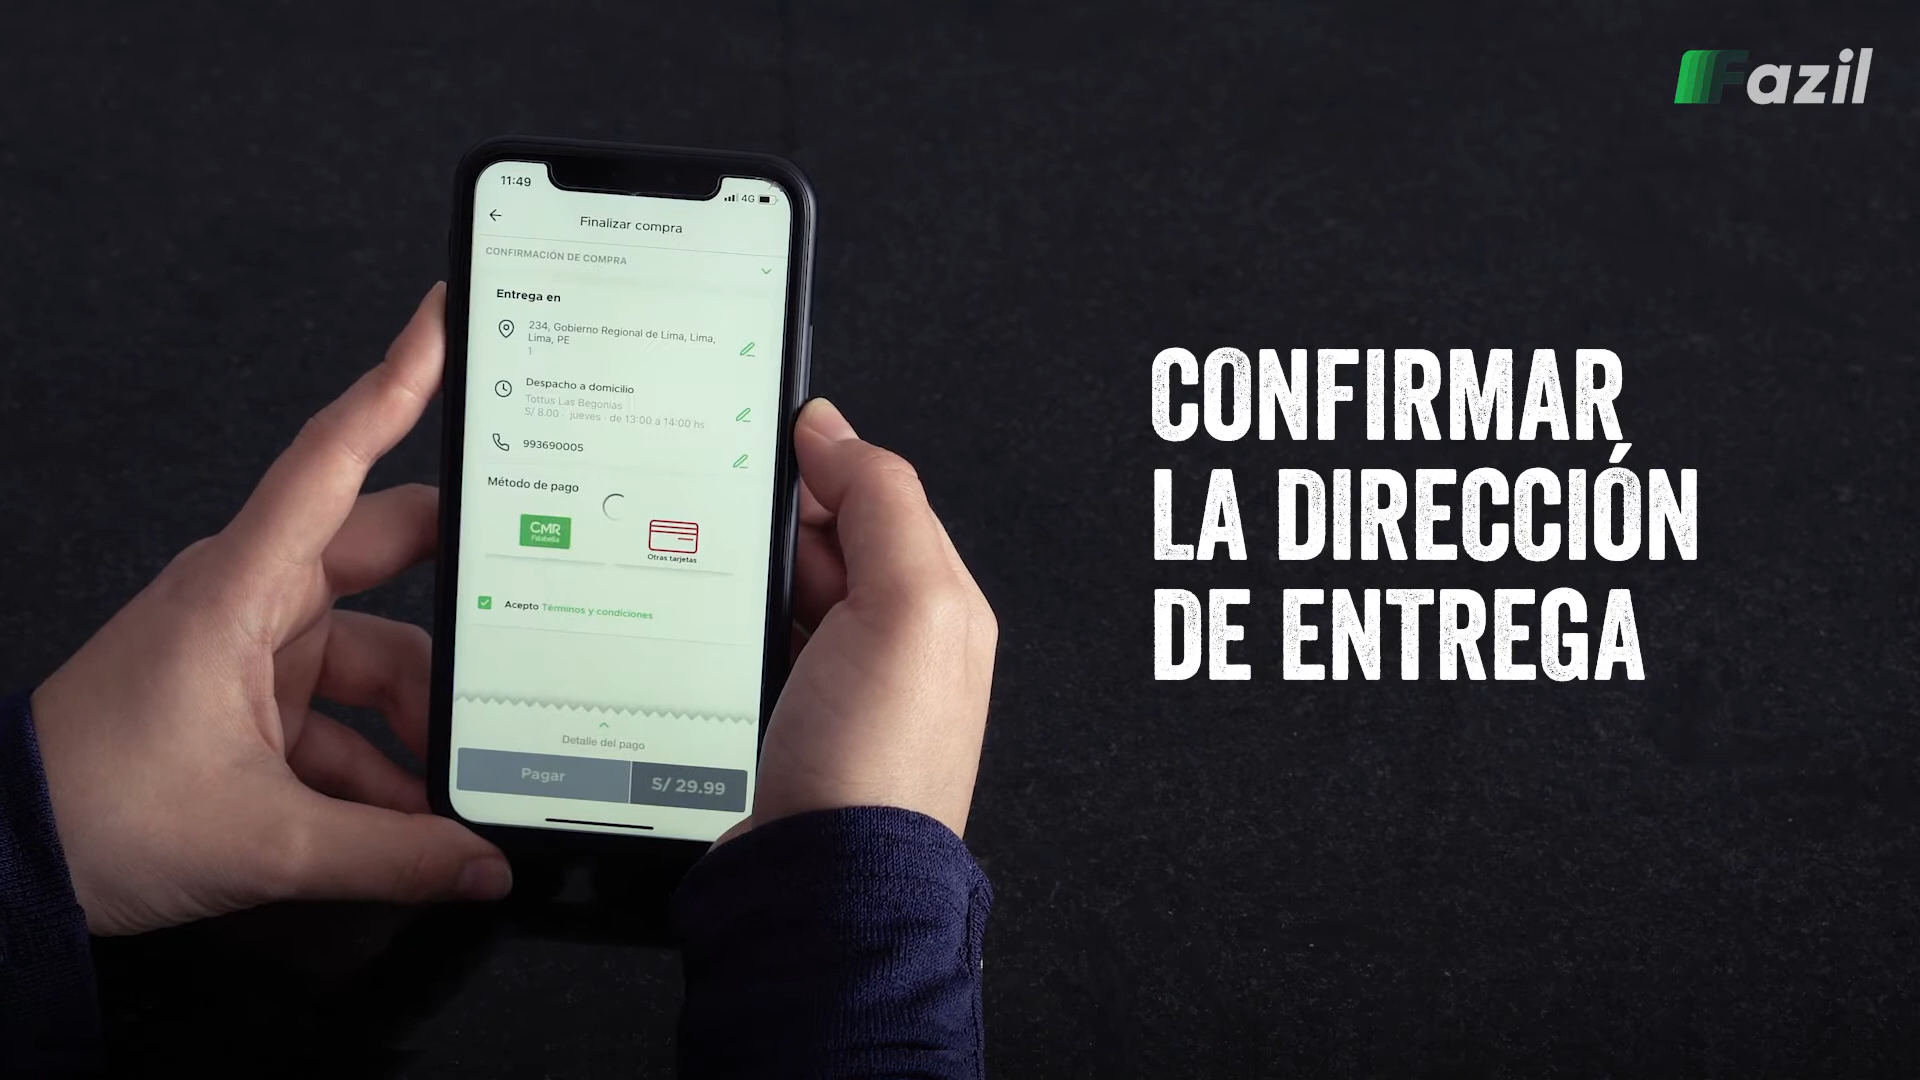 Fazil
11:49
4G
Finalizar compra
CONFIRMACIÓN DE COMPRA
Entrega en
234, Gobierno Regional de Lima, Lima,
Lima, PE
1
Despacho a domicilio
Tottus Las Begonias
S/ 8.00 · jueves · de 13:00 a 14:00 hs
993690005
Método de pago
CMR
Falabella
Otras tarjetas
Acepto Términos y condiciones
Detalle del pago
Pagar
S/ 29.99
CONFIRMAR
LA DIRECCIÓN
DE ENTREGA